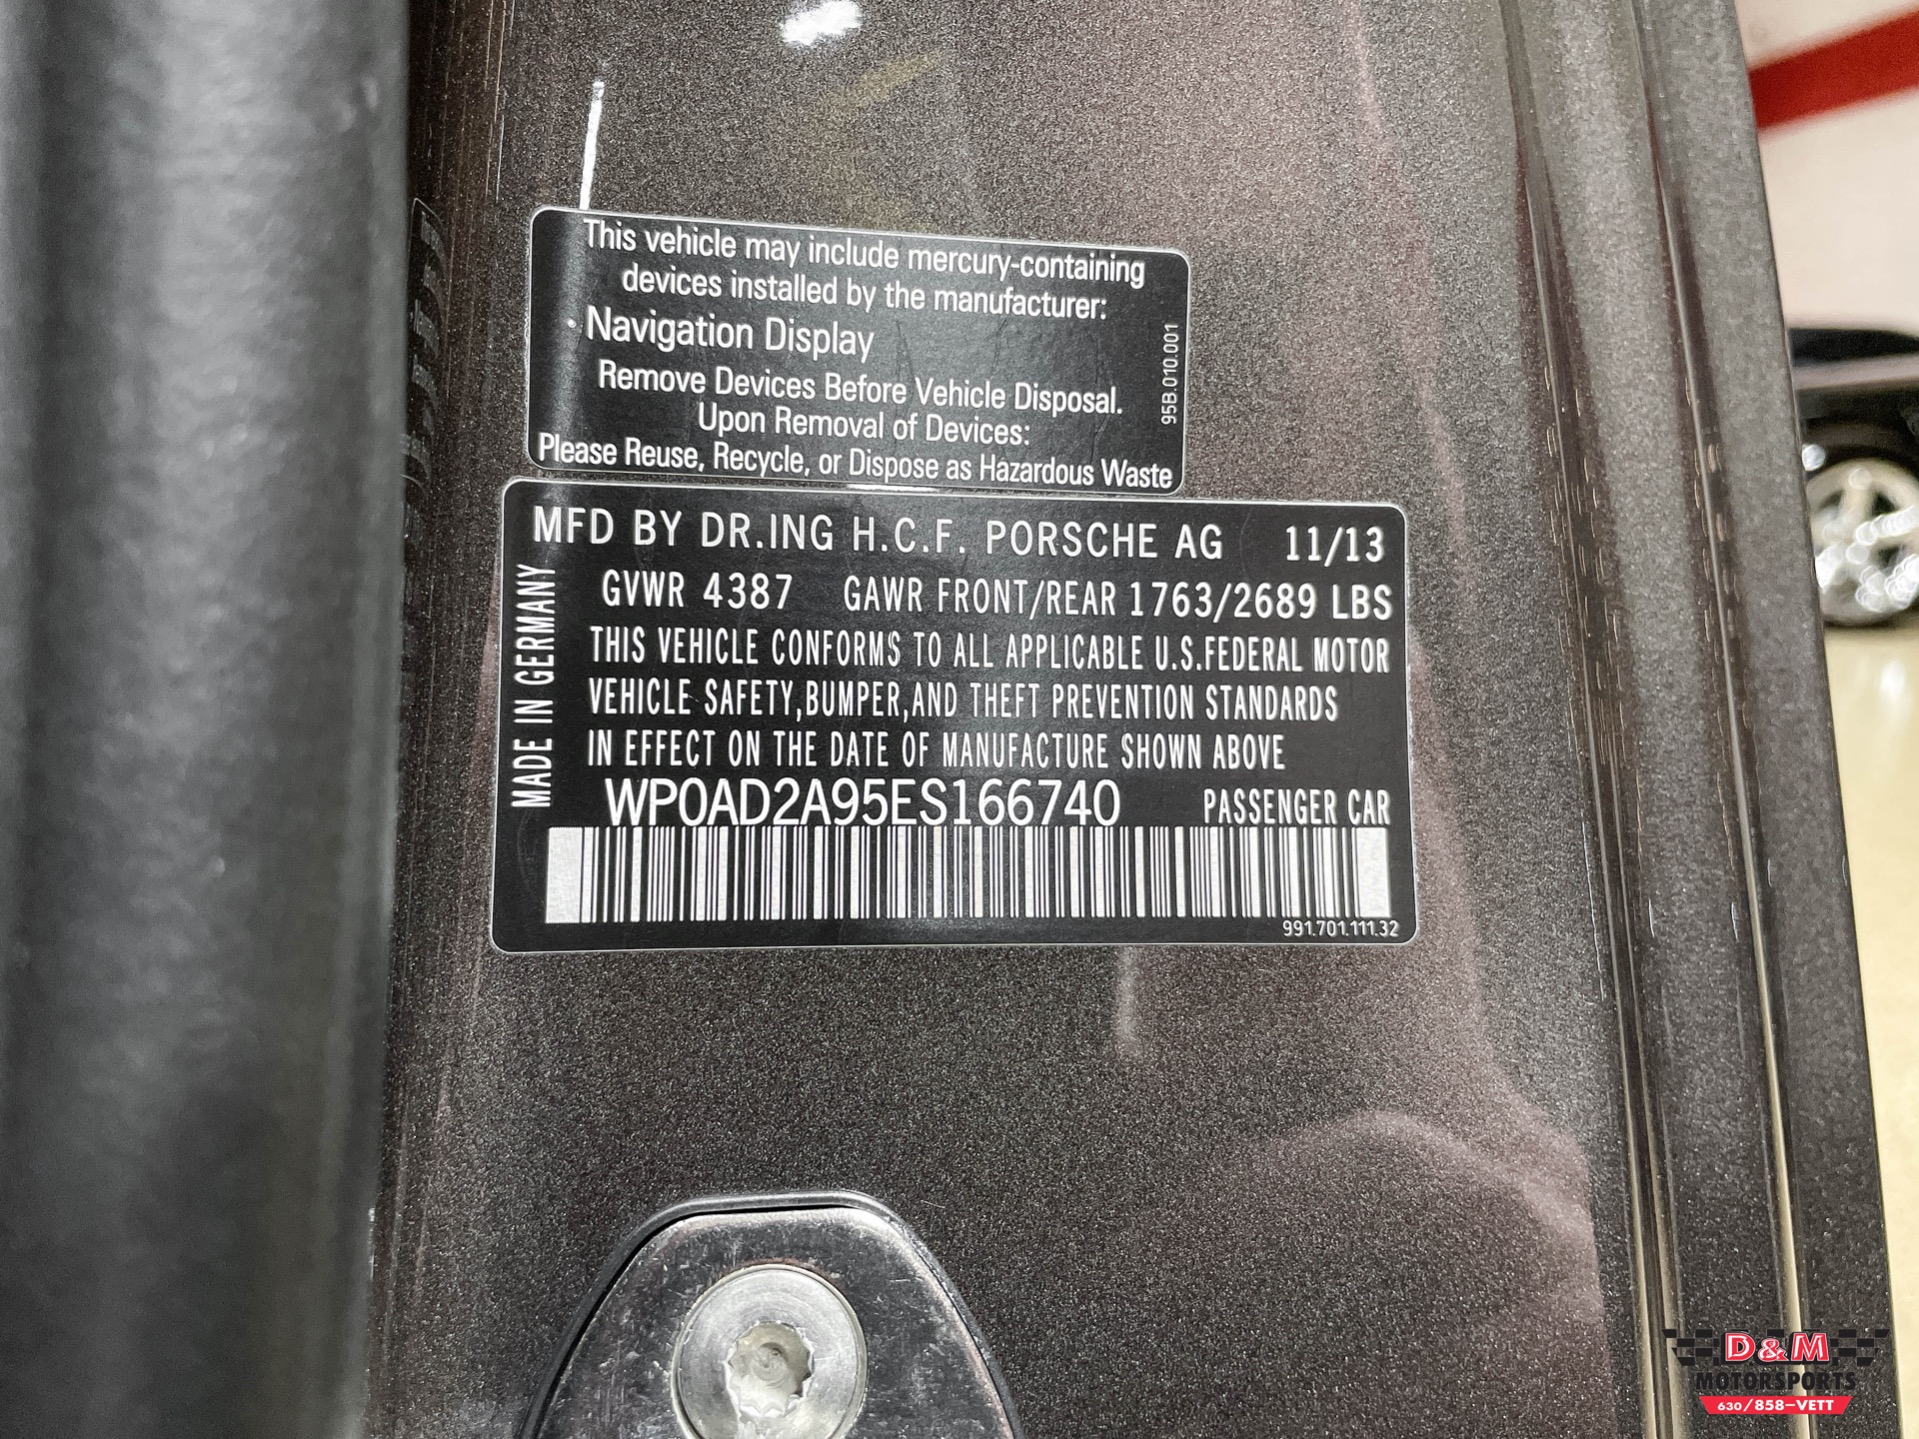 This vehicle may include mercury-containing
devices installed by the manufacturer:
• Navigation Display
Remove Devices Before Vehicle Disposal.
Upon Removal of Devices:
Please Reuse, Recycle, or Dispose as Hazardous Waste
95B.010.001
MFD BY DR.ING H.C.F. PORSCHE AG 11/13
GVWR 4387 GAWR FRONT/REAR 1763/2689 LBS
THIS VEHICLE CONFORMS TO ALL APPLICABLE U.S.FEDERAL MOTOR
VEHICLE SAFETY,BUMPER,AND THEFT PREVENTION STANDARDS
IN EFFECT ON THE DATE OF MANUFACTURE SHOWN ABOVE
MADE IN GERMANY
WP0AD2A95ES166740 PASSENGER CAR
991.701.111.32
D&M
MOTORSPORTS
630/858-VETT